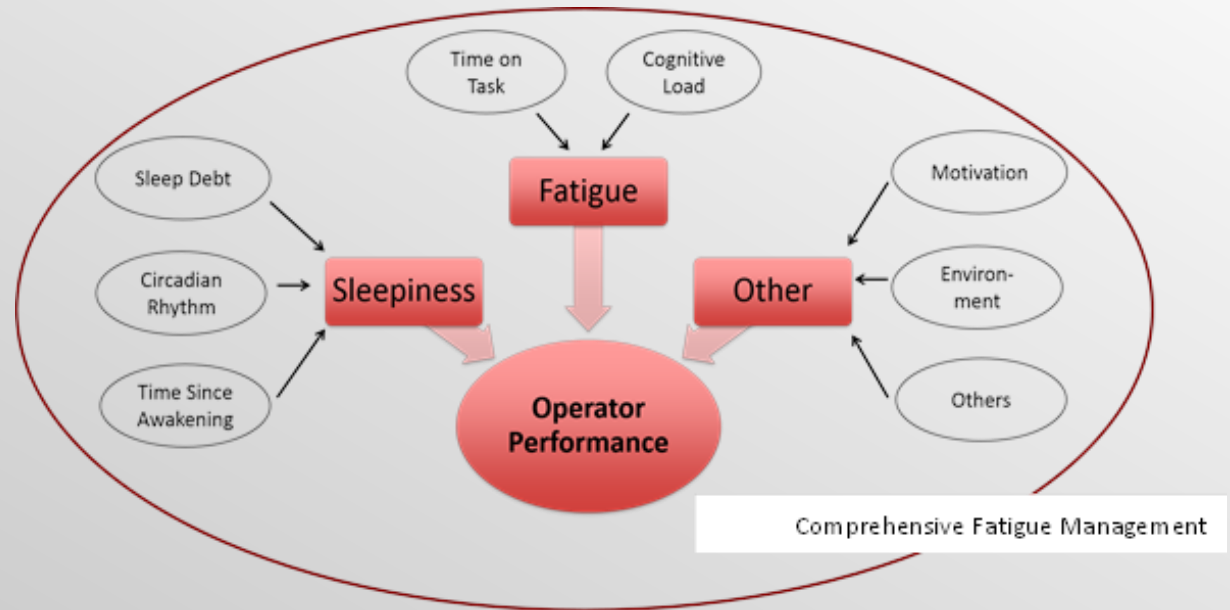 Time on
Task
Cognitive
Load
Sleep Debt
Fatigue
Motivation
Circadian
Rhythm
Sleepiness
Other
Environ-
ment
Time Since
Awakening
Operator
Performance
Others
Comprehensive Fatigue Management